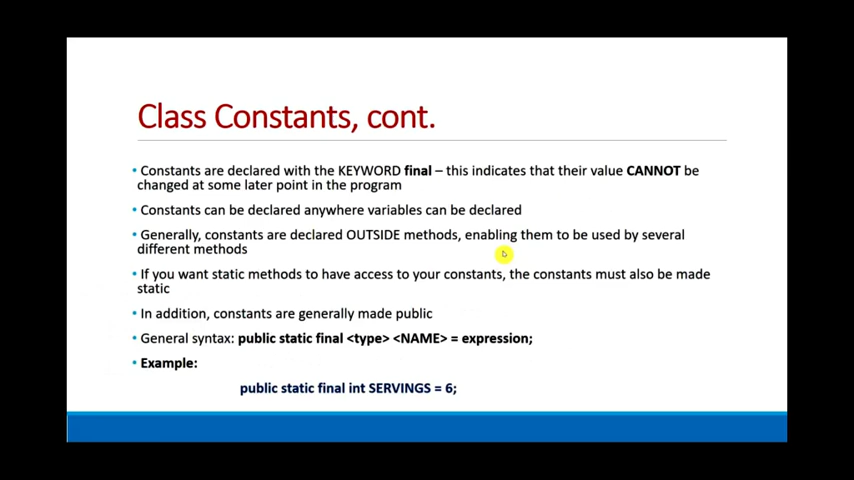 Class Constants, cont.
• Constants are declared with the KEYWORD final – this indicates that their value CANNOT be
changed at some later point in the program
• Constants can be declared anywhere variables can be declared
• Generally, constants are declared OUTSIDE methods, enabling them to be used by several
different methods
• If you want static methods to have access to your constants, the constants must also be made
static
• In addition, constants are generally made public
• General syntax: public static final <type> <NAME> = expression;
• Example:
public static final int SERVINGS = 6;